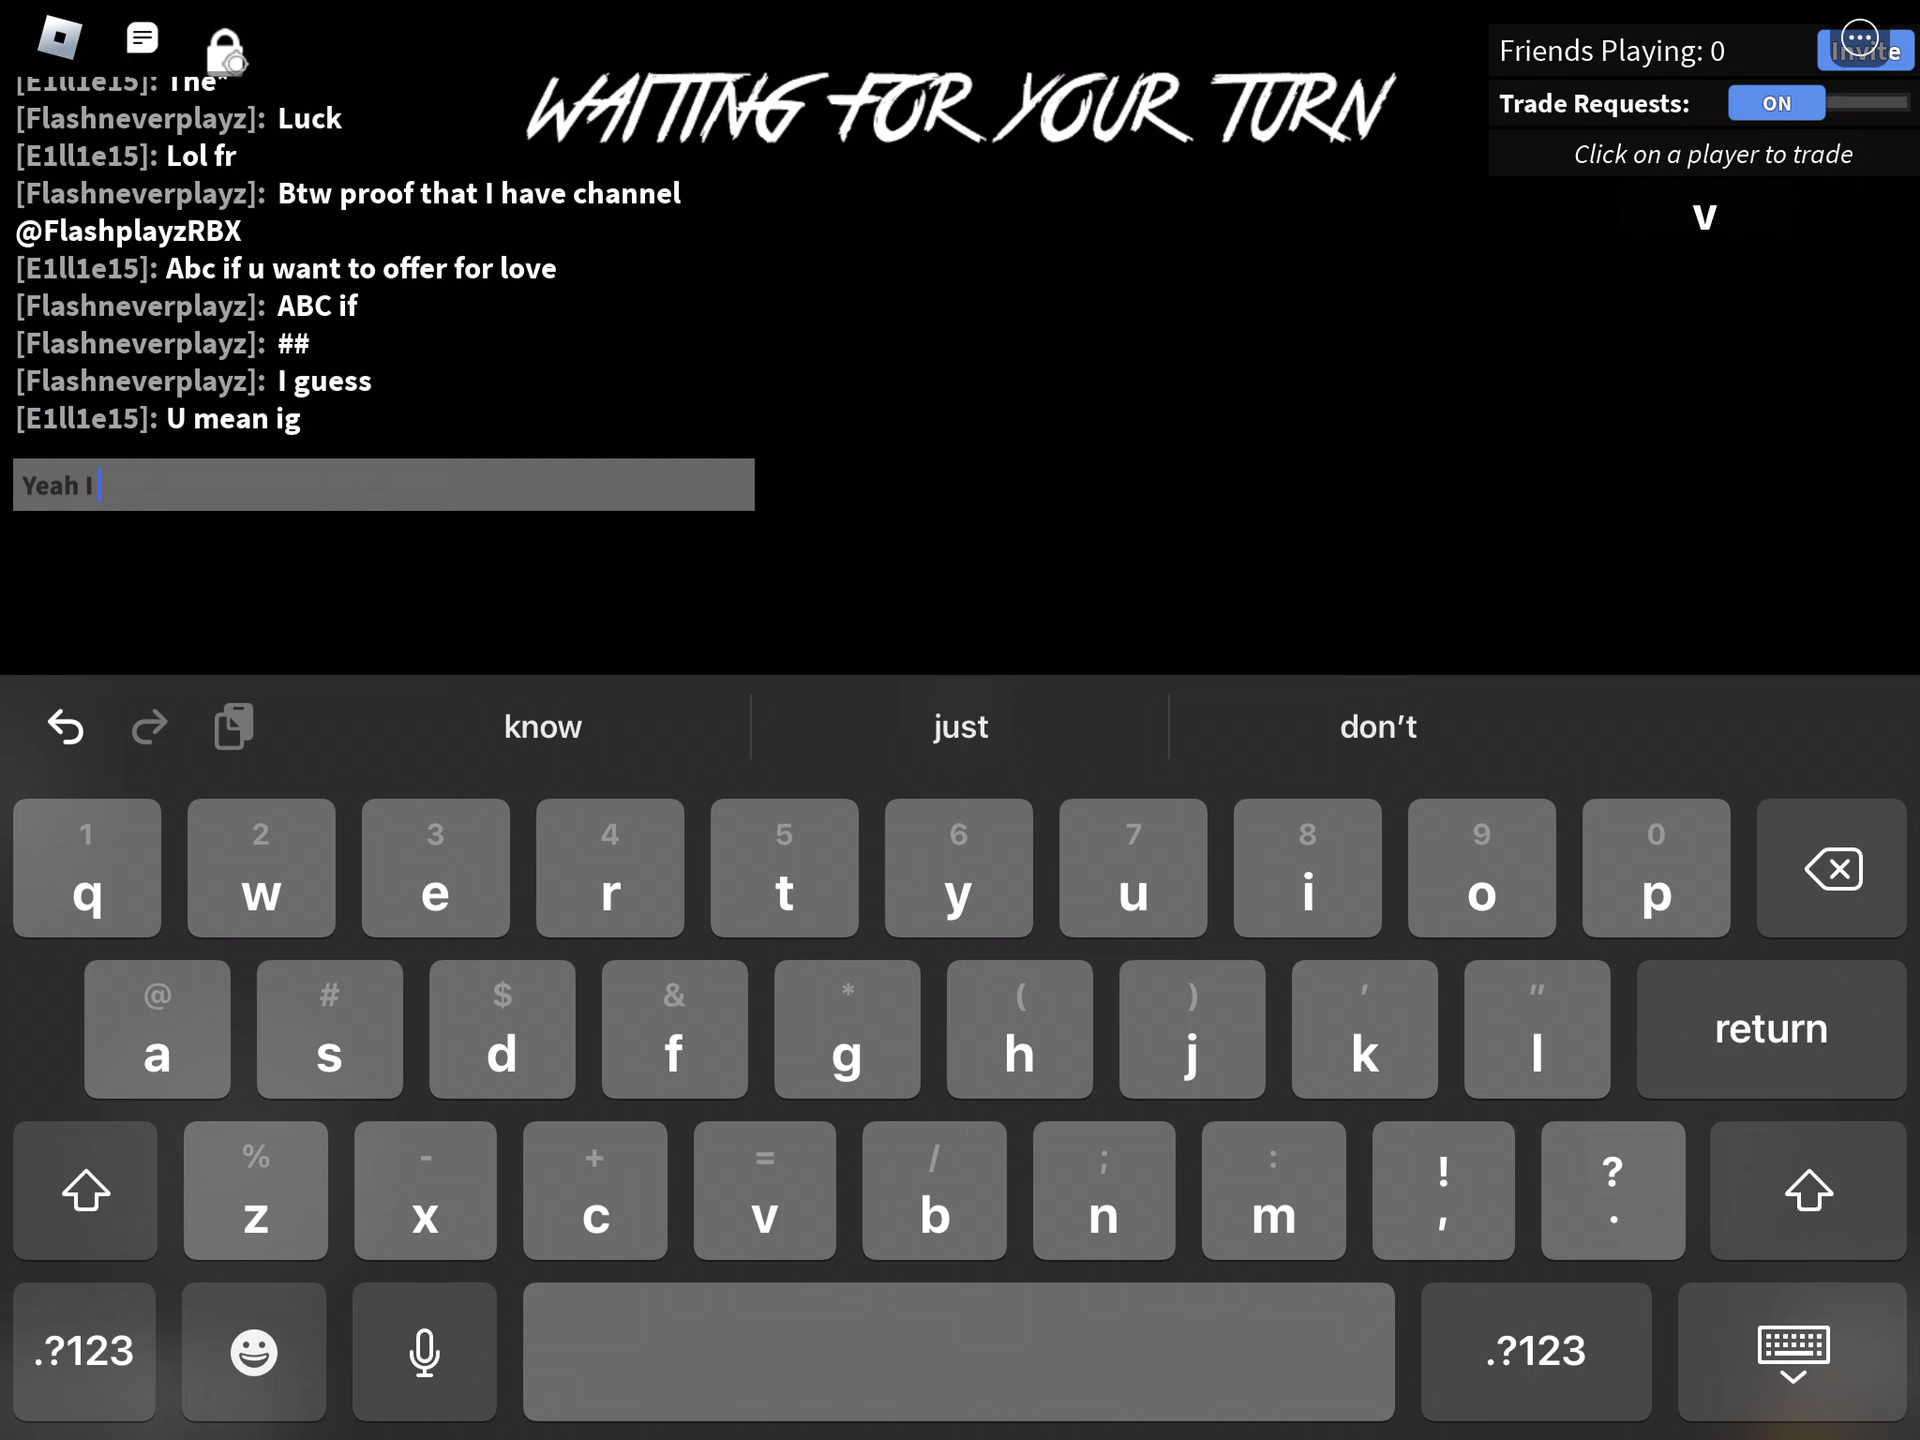 [E1ll1e15]: The*
[Flashneverplayz]: Luck
[E1ll1e15]: Lol fr
[Flashneverplayz]: Btw proof that I have channel
@FlashplayzRBX
[E1ll1e15]: Abc if u want to offer for love
[Flashneverplayz]: ABC if
[Flashneverplayz]: ##
[Flashneverplayz]: I guess
[E1ll1e15]: U mean ig
Yeah I
WAITING FOR YOUR TURN
Friends Playing: 0 Invite
Trade Requests: ON
Click on a player to trade
v
know just don’t
1 2 3 4 5 6 7 8 9 0
q w e r t y u i o p
@ # $ & * ( ) ' "
a s d f g h j k l return
% - + = / ; : ! ?
z x c v b n m , .
.?123 .?123